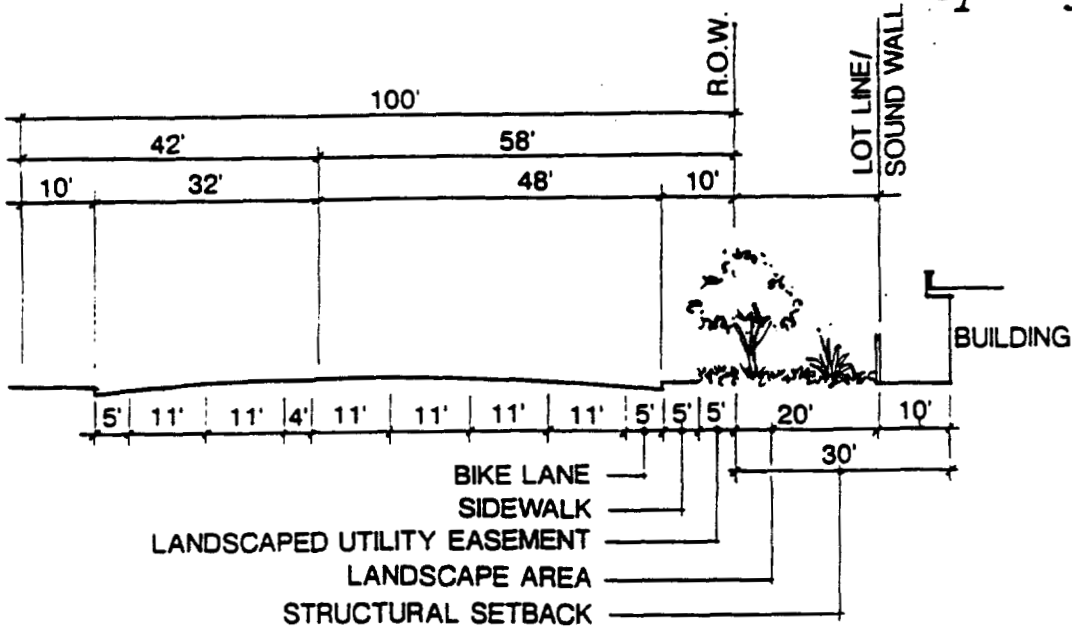 R.O.W.
LOT LINE/
SOUND WALL
100'
42' 58'
10' 32' 48' 10'
BUILDING
5' 11' 11' 4' 11' 11' 11' 11' 5' 5' 5' 20' 10'
30'
BIKE LANE
SIDEWALK
LANDSCAPED UTILITY EASEMENT
LANDSCAPE AREA
STRUCTURAL SETBACK